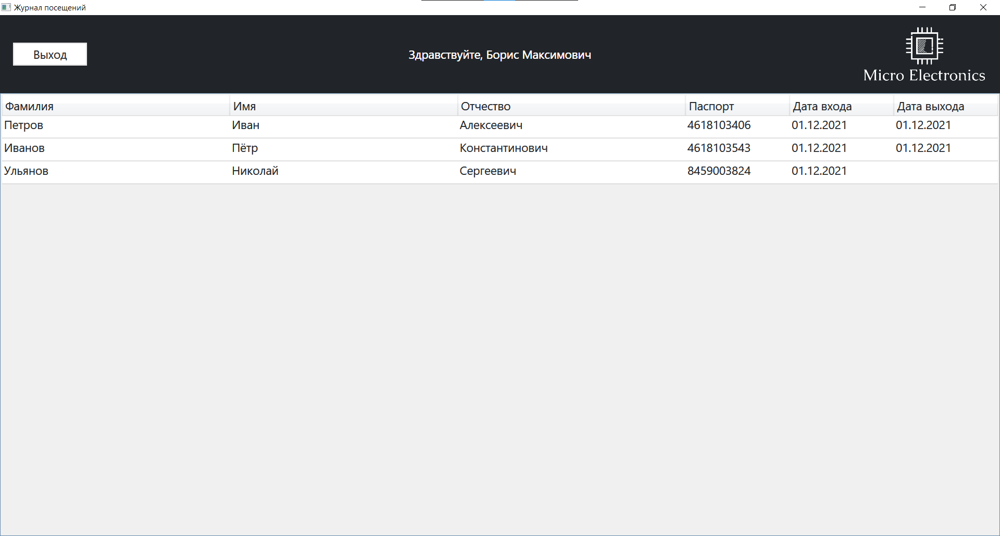 Журнал посещений
Выход
Здравствуйте, Борис Максимович
Micro Electronics
Фамилия Имя Отчество Паспорт Дата входа Дата выхода
Петров Иван Алексеевич 4618103406 01.12.2021 01.12.2021
Иванов Пётр Константинович 4618103543 01.12.2021 01.12.2021
Ульянов Николай Сергеевич 8459003824 01.12.2021